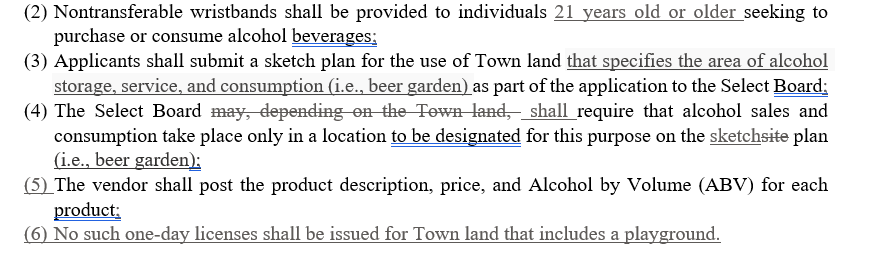 (2) Nontransferable wristbands shall be provided to individuals 21 years old or older seeking to
purchase or consume alcohol beverages;
(3) Applicants shall submit a sketch plan for the use of Town land that specifies the area of alcohol
storage, service, and consumption (i.e., beer garden) as part of the application to the Select Board;
(4) The Select Board may, depending on the Town land, shall require that alcohol sales and
consumption take place only in a location to be designated for this purpose on the sketchsite plan
(i.e., beer garden);
(5) The vendor shall post the product description, price, and Alcohol by Volume (ABV) for each
product;
(6) No such one-day licenses shall be issued for Town land that includes a playground.